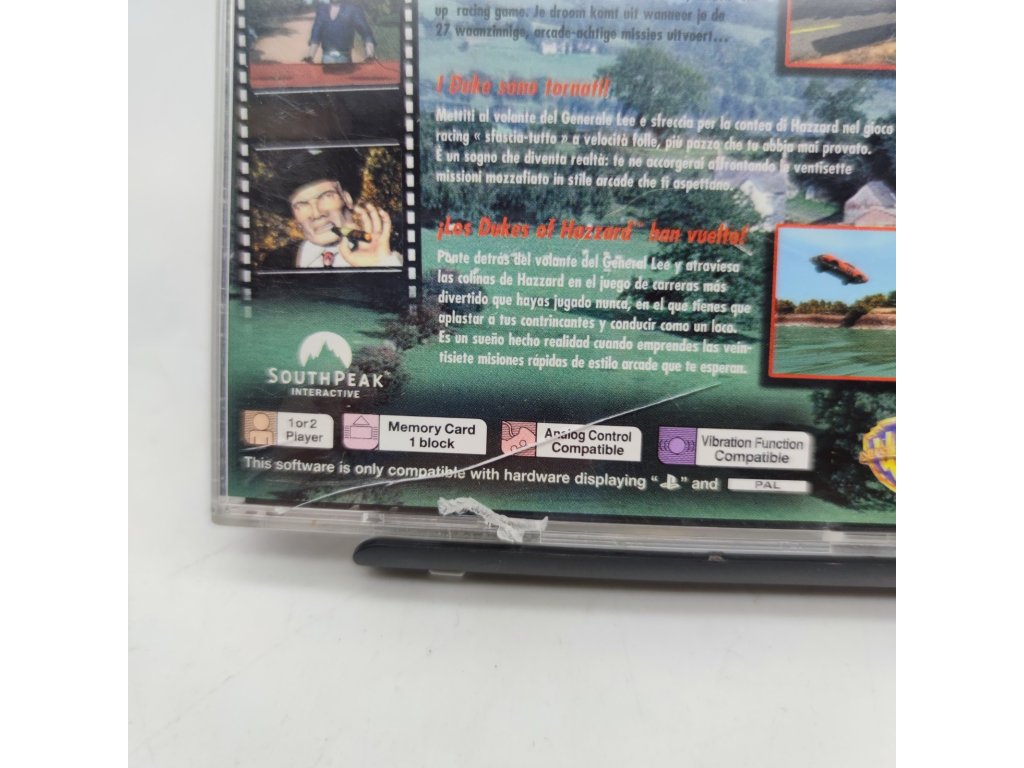 up racing game. Je droom komt uit wanneer je de
27 waanzinnige, arcade-achtige missies uitvoert...
I Duke sono tornati!
Mettiti al volante del Generale Lee e sfreccia per la contea di Hazzard nel gioco
racing « sfascia-tutto » a velocità folle, più pazzo che tu abbia mai provato.
È un sogno che diventa realtà: te ne accorgerai affrontando le ventisette
missioni mozzafiato in stile arcade che ti aspettano.
¡Los Dukes of Hazzard™ han vuelto!
Ponte detrás del volante del General Lee y atraviesa
las colinas de Hazzard en el juego de carreras más
divertido que hayas jugado nunca, en el que tienes que
aplastar a tus contrincantes y conducir como un loco.
Es un sueño hecho realidad cuando emprendes las vein-
tisiete misiones rápidas de estilo arcade que te esperan.
SOUTHPEAK™
INTERACTIVE
1 or 2
Player
Memory Card
1 block
Analog Control
Compatible
Vibration Function
Compatible
This software is only compatible with hardware displaying " " and PAL